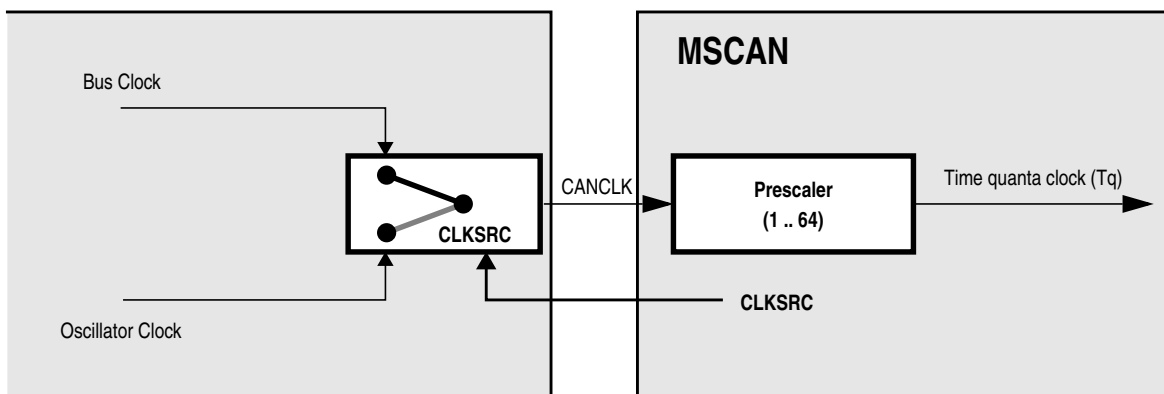 MSCAN
Bus Clock
CANCLK
Time quanta clock (Tq)
Prescaler
(1 .. 64)
CLKSRC
CLKSRC
Oscillator Clock